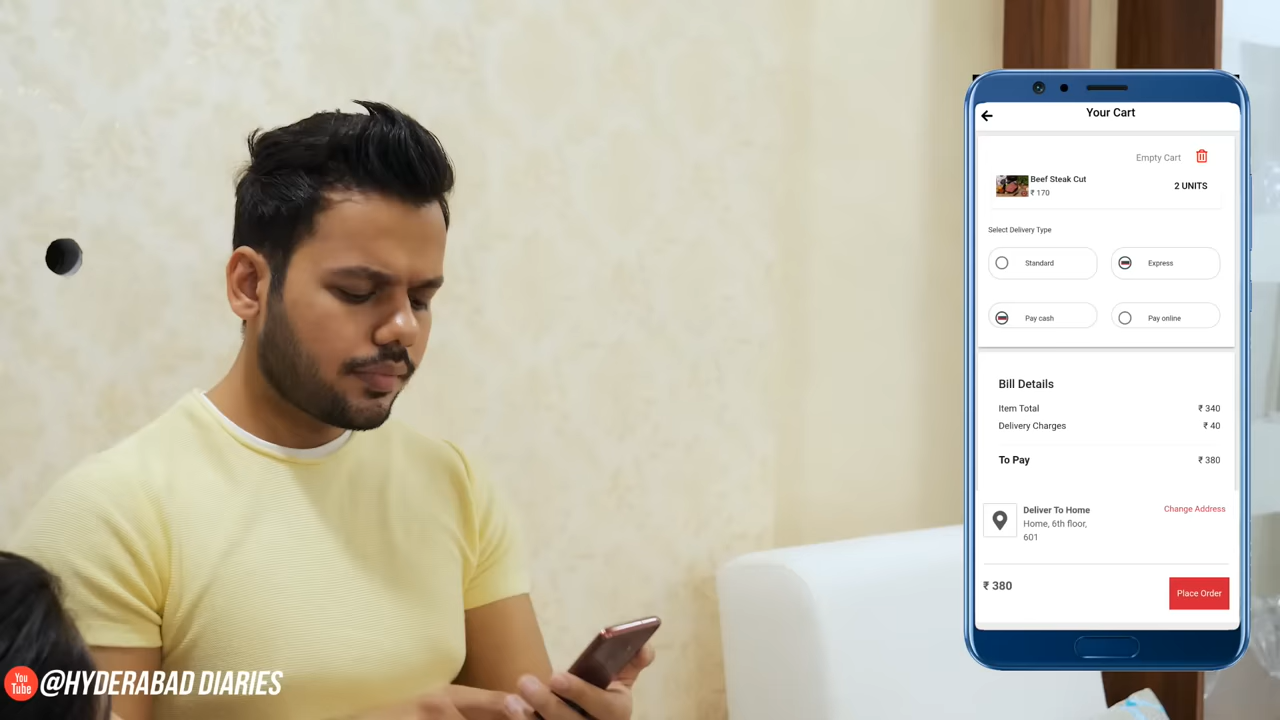 Your Cart
Empty Cart
Beef Steak Cut
₹ 170
2 UNITS
Select Delivery Type
Standard
Express
Pay cash
Pay online
Bill Details
Item Total ₹ 340
Delivery Charges ₹ 40
To Pay ₹ 380
Deliver To Home
Change Address
Home, 6th floor,
601
₹ 380
Place Order
You
Tube
@HYDERABAD DIARIES